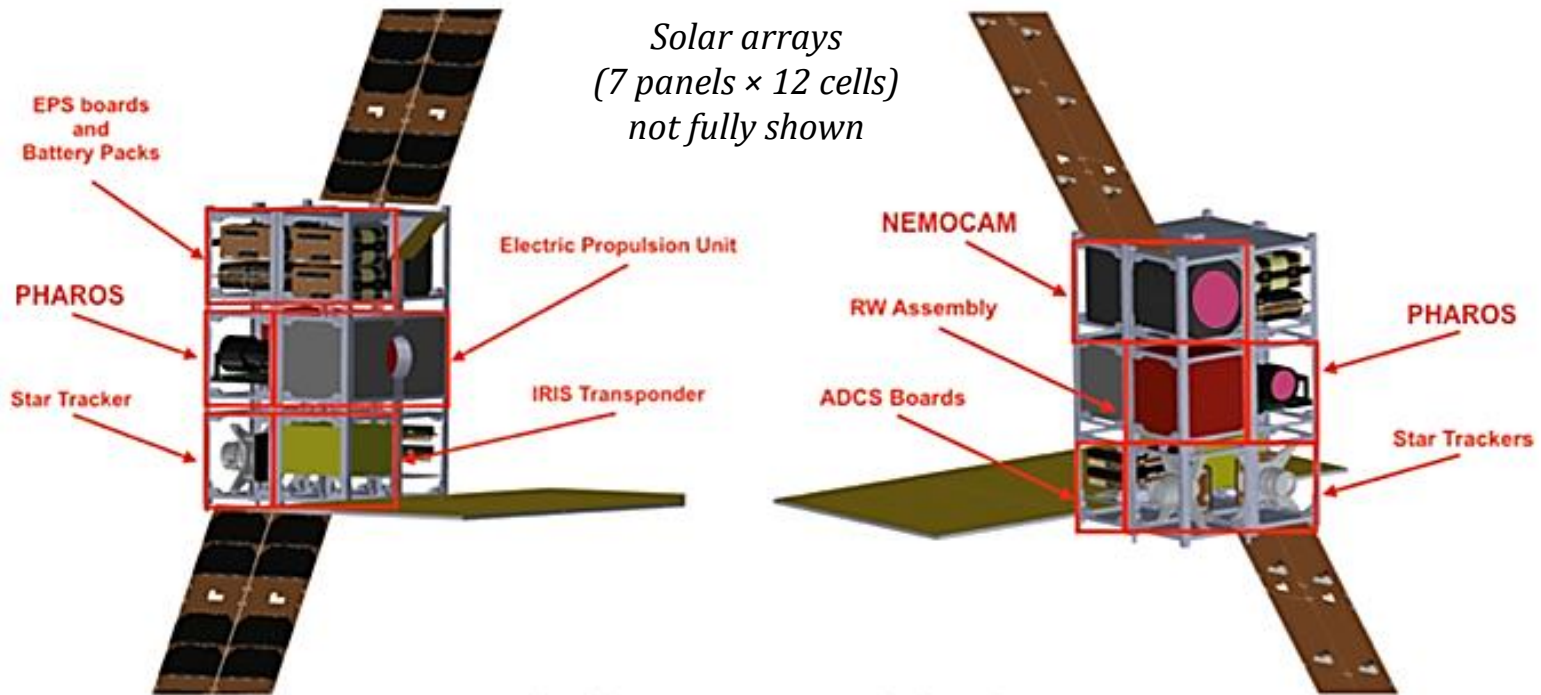 Solar arrays
(7 panels × 12 cells)
not fully shown
EPS boards
and
Battery Packs
Electric Propulsion Unit
PHAROS
Star Tracker
IRIS Transponder
NEMOCAM
RW Assembly
PHAROS
ADCS Boards
Star Trackers